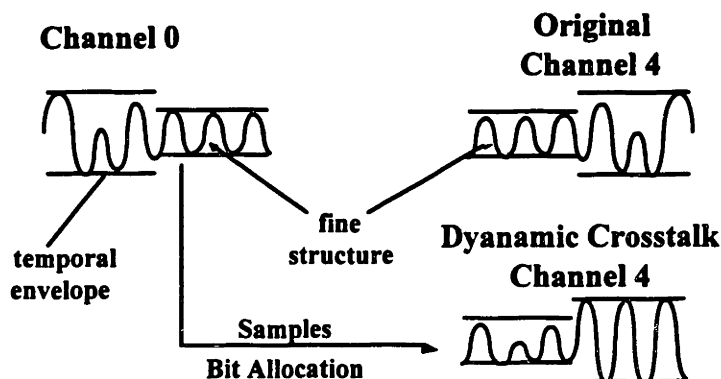 Channel 0
Original
Channel 4
fine
structure
temporal
envelope
Dyanamic Crosstalk
Channel 4
Samples
Bit Allocation